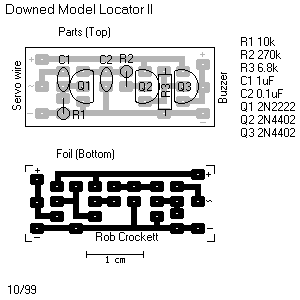 Downed Model Locator II
Parts (Top)
Servo wire
+
~
−
C1
C2
R2
Q1
Q2
R3
Q3
R1
+
−
Buzzer
R1 10k
R2 270k
R3 6.8k
C1 1uF
C2 0.1uF
Q1 2N2222
Q2 2N4402
Q3 2N4402
Foil (Bottom)
+
+
~
~
−
−
Rob Crockett
1 cm
10/99